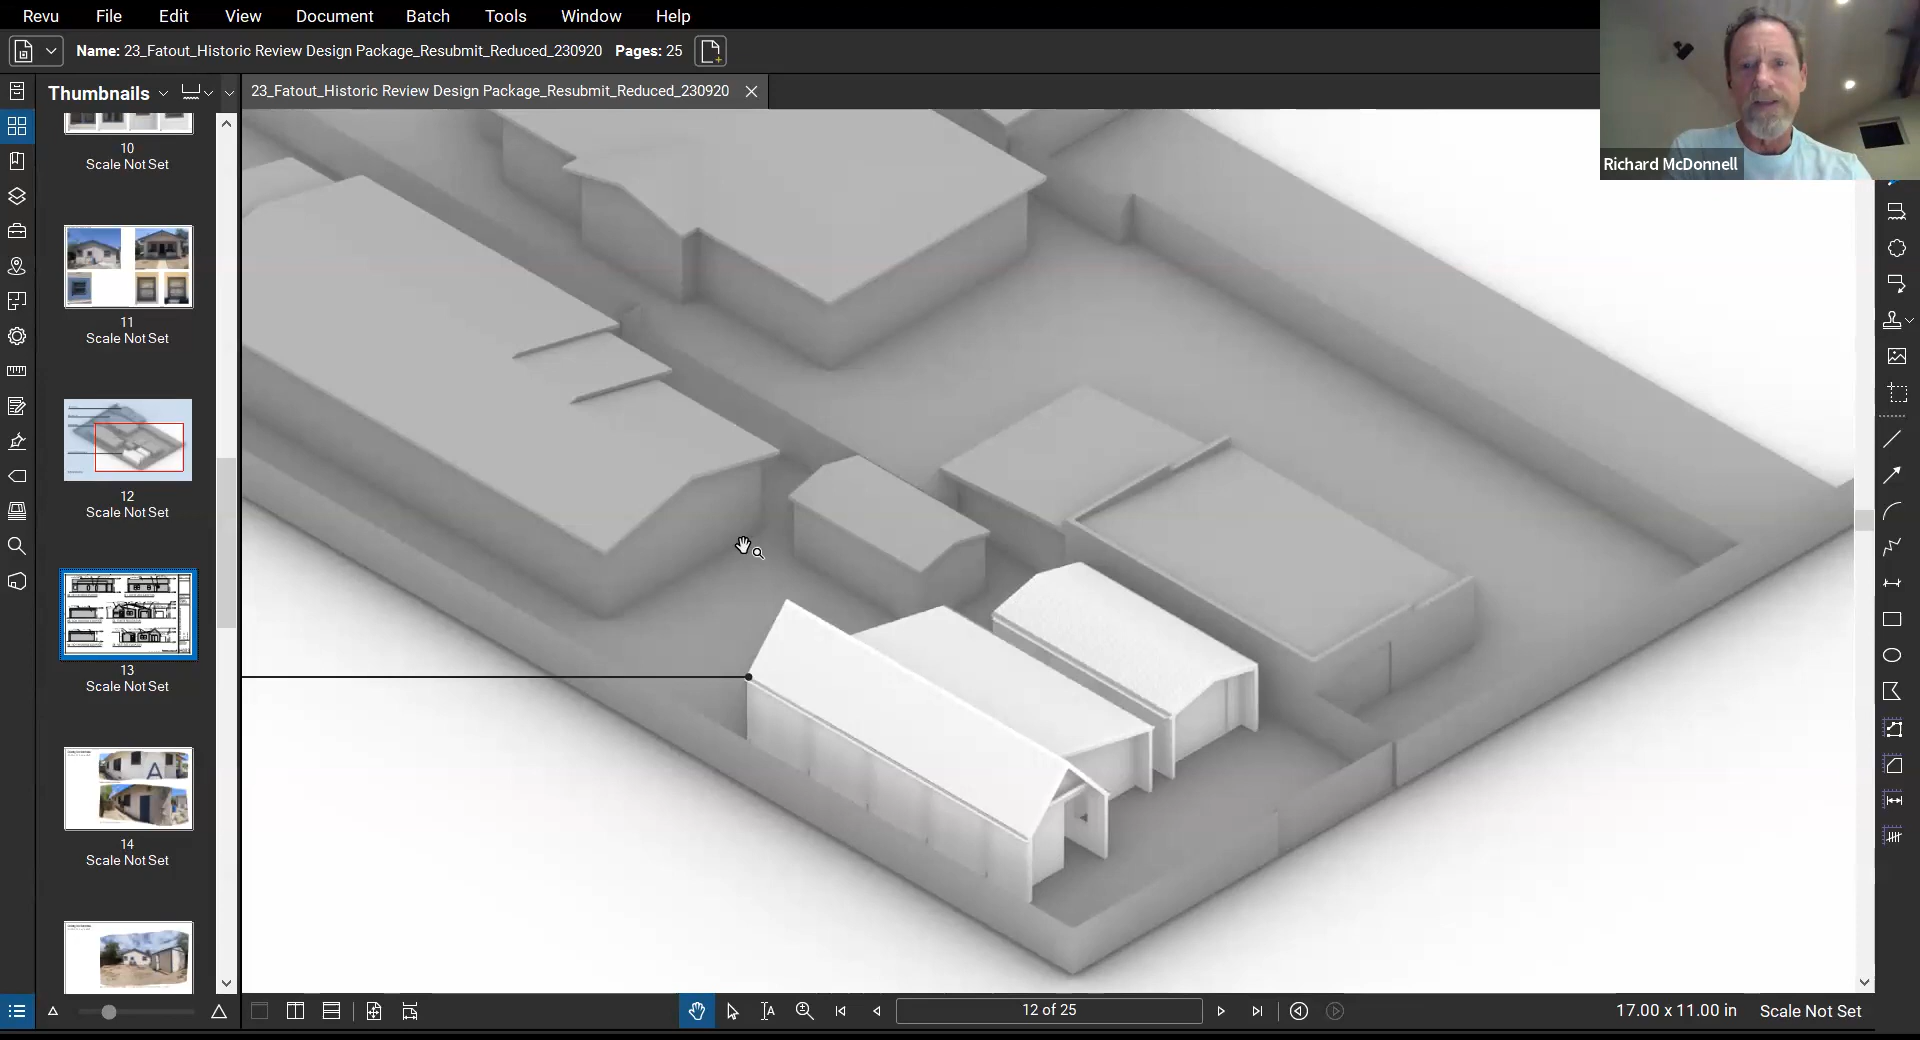 Revu File Edit View Document Batch Tools Window Help
Name: 23_Fatout_Historic Review Design Package_Resubmit_Reduced_230920 Pages: 25
Thumbnails
23_Fatout_Historic Review Design Package_Resubmit_Reduced_230920
Richard McDonnell
10
Scale Not Set
11
Scale Not Set
12
Scale Not Set
13
Scale Not Set
A
14
Scale Not Set
12 of 25
17.00 x 11.00 in Scale Not Set